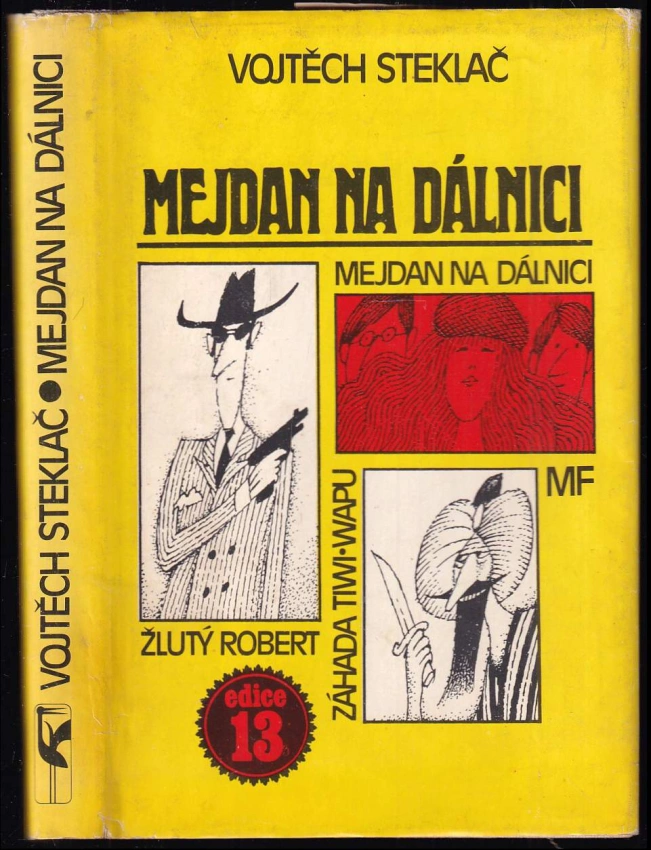 VOJTĚCH STEKLAČ • MEJDAN NA DÁLNICI
VOJTĚCH STEKLAČ
MEJDAN NA DÁLNICI
MEJDAN NA DÁLNICI
MF
ZÁHADA TIWI-WAPU
ŽLUTÝ ROBERT
edice
13